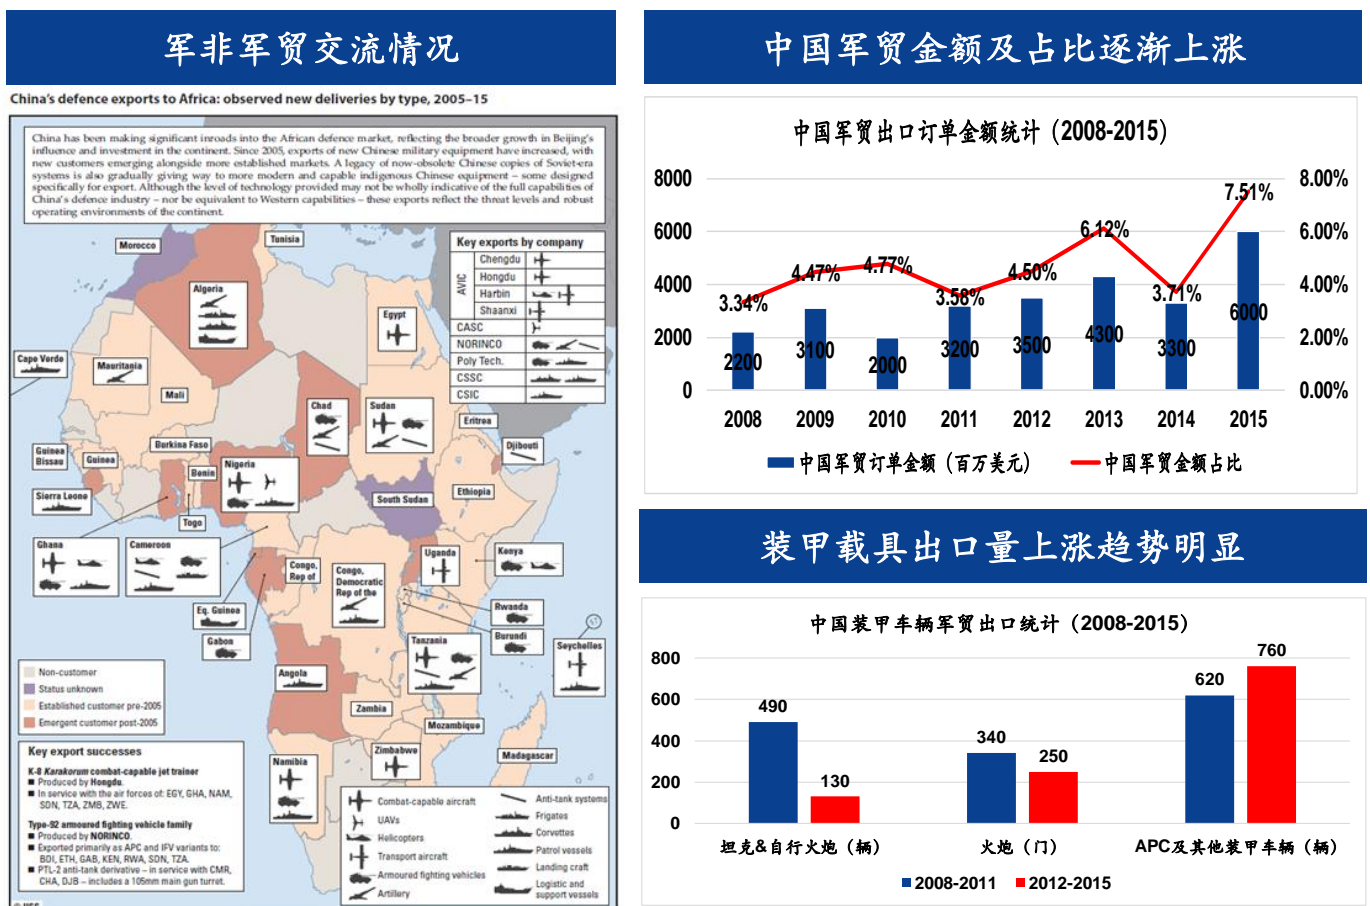 军非军贸交流情况
China's defence exports to Africa: observed new deliveries by type, 2005–15
China has been making significant inroads into the African defence market, reflecting the broader growth in Beijing's
influence and investment in the continent. Since 2005, exports of new Chinese military equipment have increased, with
new customers emerging alongside more established markets. A legacy of now-obsolete Chinese copies of Soviet-era
systems is also gradually giving way to more modern and capable indigenous Chinese equipment – some designed
specifically for export. Although the level of technology provided may not be wholly indicative of the full capabilities of
China's defence industry – nor be equivalent to Western capabilities – these exports reflect the threat levels and robust
operating environments of the continent.
Morocco
Tunisia
Algeria
Egypt
Cape Verde
Mauritania
Mali
Chad
Sudan
Eritrea
Djibouti
Burkina Faso
Guinea
Bissau
Guinea
Benin
Nigeria
Sierra Leone
Togo
South Sudan
Ethiopia
Ghana
Cameroon
Congo,
Rep of
Congo,
Democratic
Rep of the
Uganda
Kenya
Eq. Guinea
Gabon
Rwanda
Burundi
Seychelles
Tanzania
Angola
Zambia
Mozambique
Zimbabwe
Madagascar
Namibia
Key exports by company
AVIC
Chengdu
Hongdu
Harbin
Shaanxi
CASC
NORINCO
Poly Tech.
CSSC
CSIC
Non-customer
Status unknown
Established customer pre-2005
Emergent customer post-2005
Key export successes
K-8 Karakorum combat-capable jet trainer
■ Produced by Hongdu.
■ In service with the air forces of: EGY, GHA, NAM,
SDN, TZA, ZMB, ZWE.
Type-92 armoured fighting vehicle family
■ Produced by NORINCO.
■ Exported primarily as APC and IFV variants to:
BDI, ETH, GAB, KEN, RWA, SDN, TZA.
■ PTL-2 anti-tank derivative – in service with CMR,
CHA, DJB – includes a 105mm main gun turret.
© IISS
Combat-capable aircraft
UAVs
Helicopters
Transport aircraft
Armoured fighting vehicles
Artillery
Anti-tank systems
Frigates
Corvettes
Patrol vessels
Landing craft
Logistic and
support vessels
中国军贸金额及占比逐渐上涨
中国军贸出口订单金额统计（2008-2015）
8000
6000
4000
2000
0
8.00%
6.00%
4.00%
2.00%
0.00%
3.34%
4.47%
4.77%
3.58%
4.50%
6.12%
3.71%
7.51%
2200
3100
2000
3200
3500
4300
3300
6000
2008 2009 2010 2011 2012 2013 2014 2015
中国军贸订单金额（百万美元） 中国军贸金额占比
装甲载具出口量上涨趋势明显
中国装甲车辆军贸出口统计（2008-2015）
800
600
400
200
0
490
130
340
250
620
760
坦克&自行火炮（辆） 火炮（门） APC及其他装甲车辆（辆）
2008-2011 2012-2015